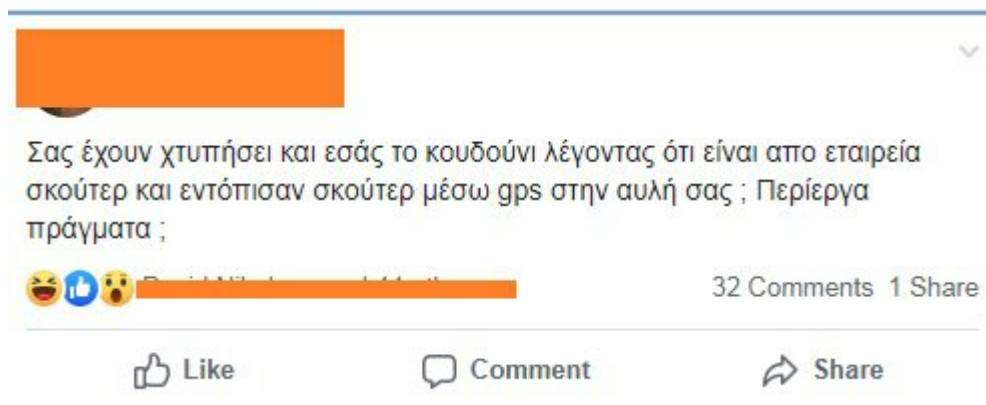 Σας έχουν χτυπήσει και εσάς το κουδούνι λέγοντας ότι είναι απο εταιρεία
σκούτερ και εντόπισαν σκούτερ μέσω gps στην αυλή σας ; Περίεργα
πράγματα ;
32 Comments 1 Share
Like Comment Share